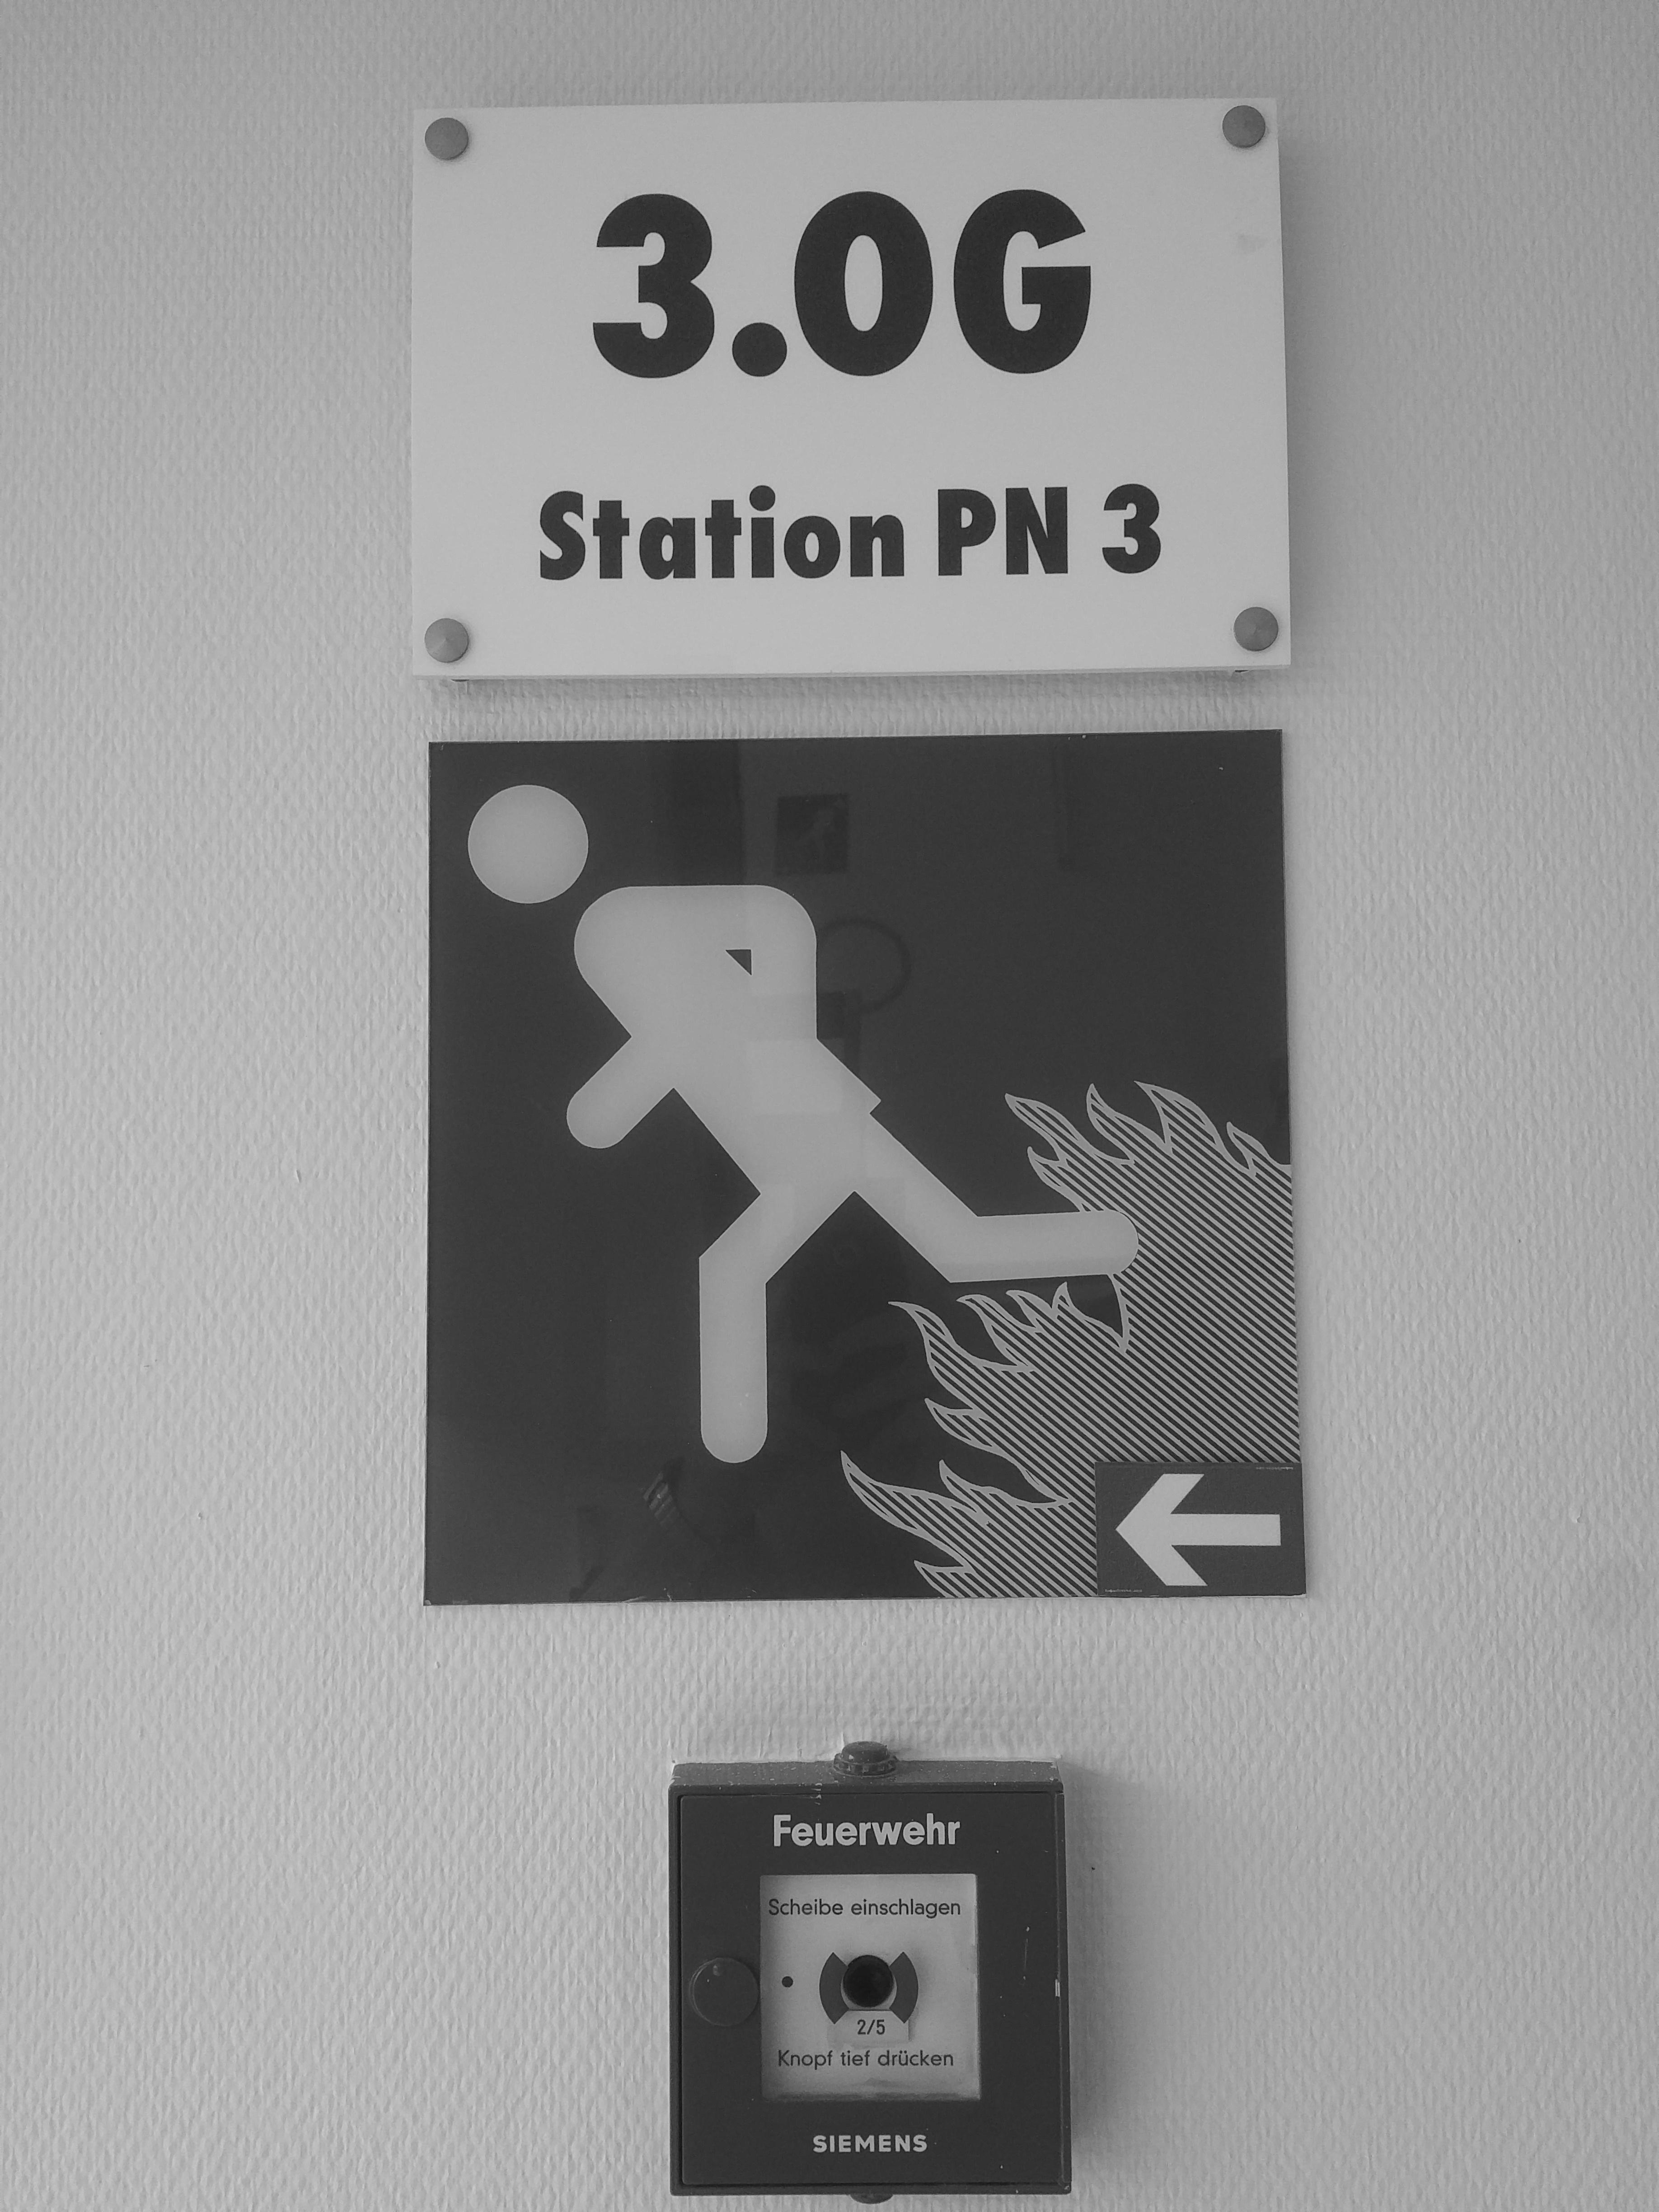 3.OG
Station PN 3
Feuerwehr
Scheibe einschlagen
2/5
Knopf tief drücken
SIEMENS